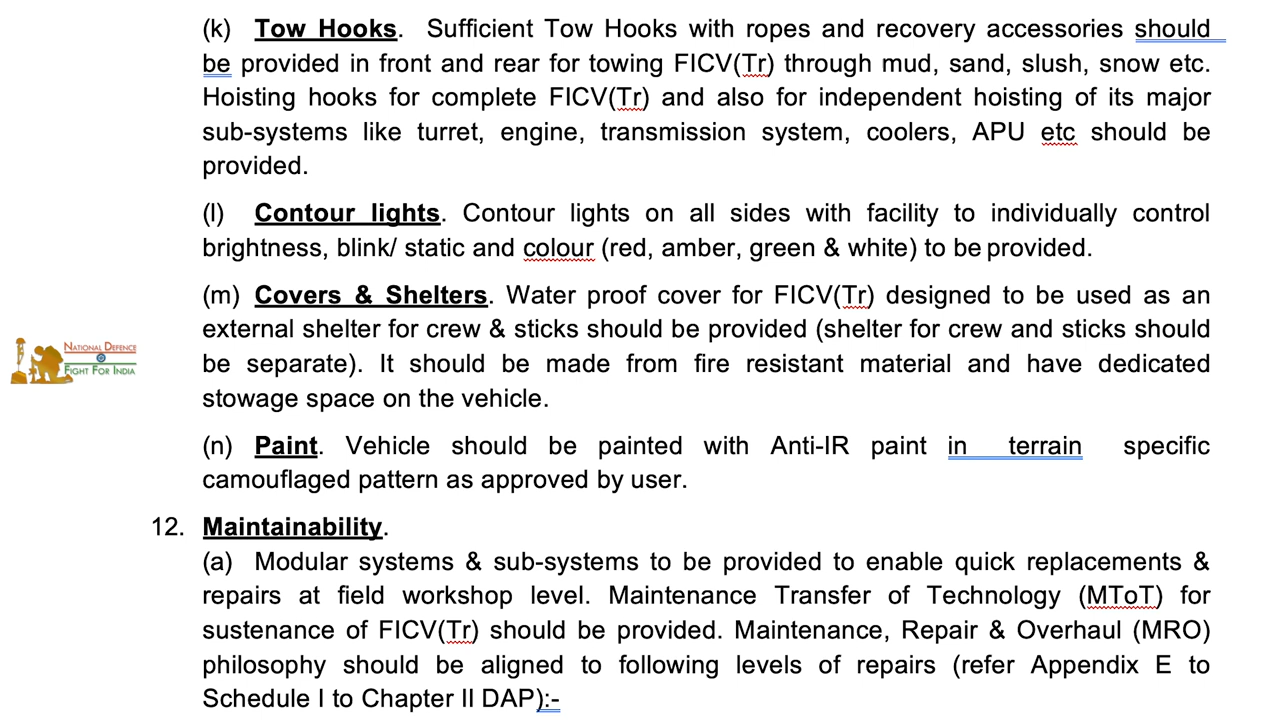 (k) Tow Hooks. Sufficient Tow Hooks with ropes and recovery accessories should
be provided in front and rear for towing FICV(Tr) through mud, sand, slush, snow etc.
Hoisting hooks for complete FICV(Tr) and also for independent hoisting of its major
sub-systems like turret, engine, transmission system, coolers, APU etc should be
provided.
(l) Contour lights. Contour lights on all sides with facility to individually control
brightness, blink/ static and colour (red, amber, green & white) to be provided.
(m) Covers & Shelters. Water proof cover for FICV(Tr) designed to be used as an
external shelter for crew & sticks should be provided (shelter for crew and sticks should
be separate). It should be made from fire resistant material and have dedicated
stowage space on the vehicle.
NATIONAL DEFENCE
FIGHT FOR INDIA
(n) Paint. Vehicle should be painted with Anti-IR paint in terrain specific
camouflaged pattern as approved by user.
12. Maintainability.
(a) Modular systems & sub-systems to be provided to enable quick replacements &
repairs at field workshop level. Maintenance Transfer of Technology (MToT) for
sustenance of FICV(Tr) should be provided. Maintenance, Repair & Overhaul (MRO)
philosophy should be aligned to following levels of repairs (refer Appendix E to
Schedule I to Chapter II DAP):-